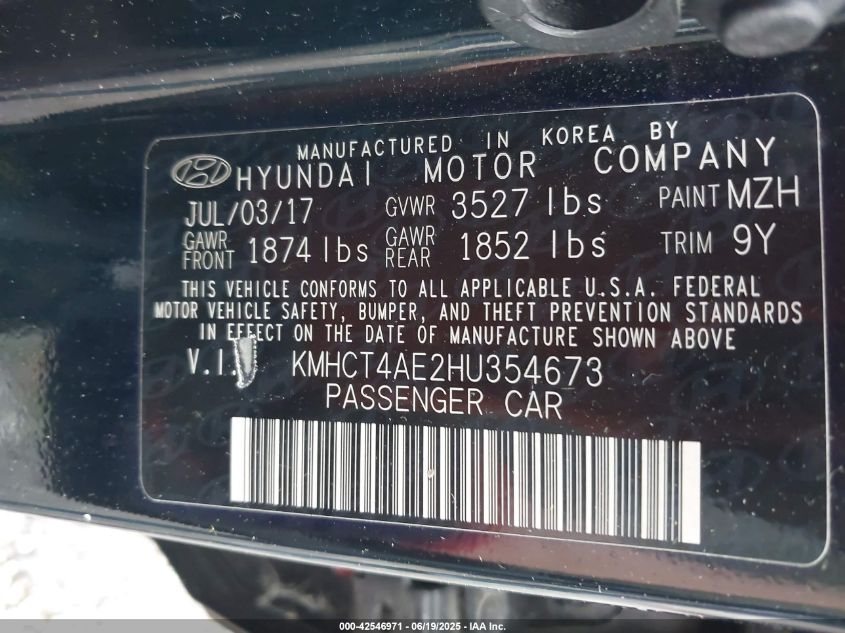 MANUFACTURED IN KOREA BY
HYUNDAI MOTOR COMPANY
JUL/03/17 GVWR 3527 lbs PAINT MZH
GAWR FRONT 1874 lbs GAWR REAR 1852 lbs TRIM 9Y
THIS VEHICLE CONFORMS TO ALL APPLICABLE U.S.A. FEDERAL
MOTOR VEHICLE SAFETY, BUMPER, AND THEFT PREVENTION STANDARDS
IN EFFECT ON THE DATE OF MANUFACTURE SHOWN ABOVE
V.I. KMHCT4AE2HU354673
PASSENGER CAR
000-42546971 - 06/19/2025 - IAA Inc.